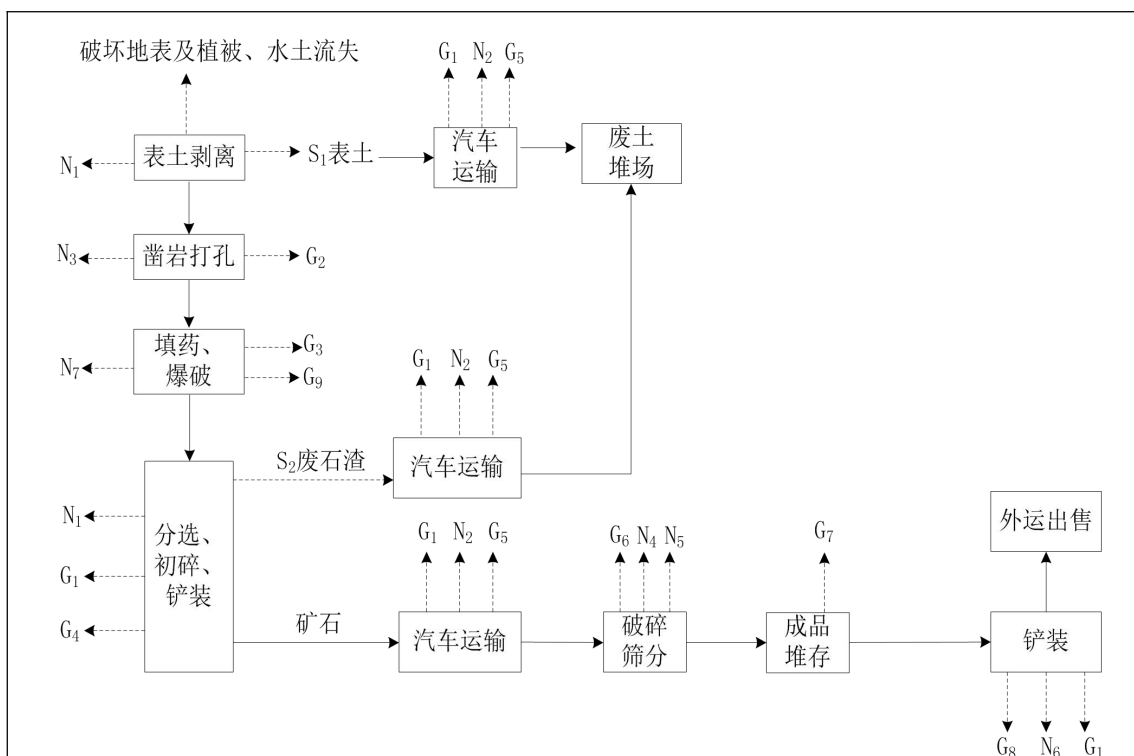 破坏地表及植被、水土流失
G₁ N₂ G₅
N₁
表土剥离
S₁表土
汽车
运输
废土
堆场
N₃
凿岩打孔
G₂
N₇
填药、
爆破
G₃
G₉
G₁ N₂ G₅
S₂废石渣
汽车运输
N₁
G₁
G₄
分选、
初碎、
铲装
矿石
G₁ N₂ G₅
汽车运输
G₆ N₄ N₅
破碎
筛分
G₇
成品
堆存
外运出售
铲装
G₈ N₆ G₁